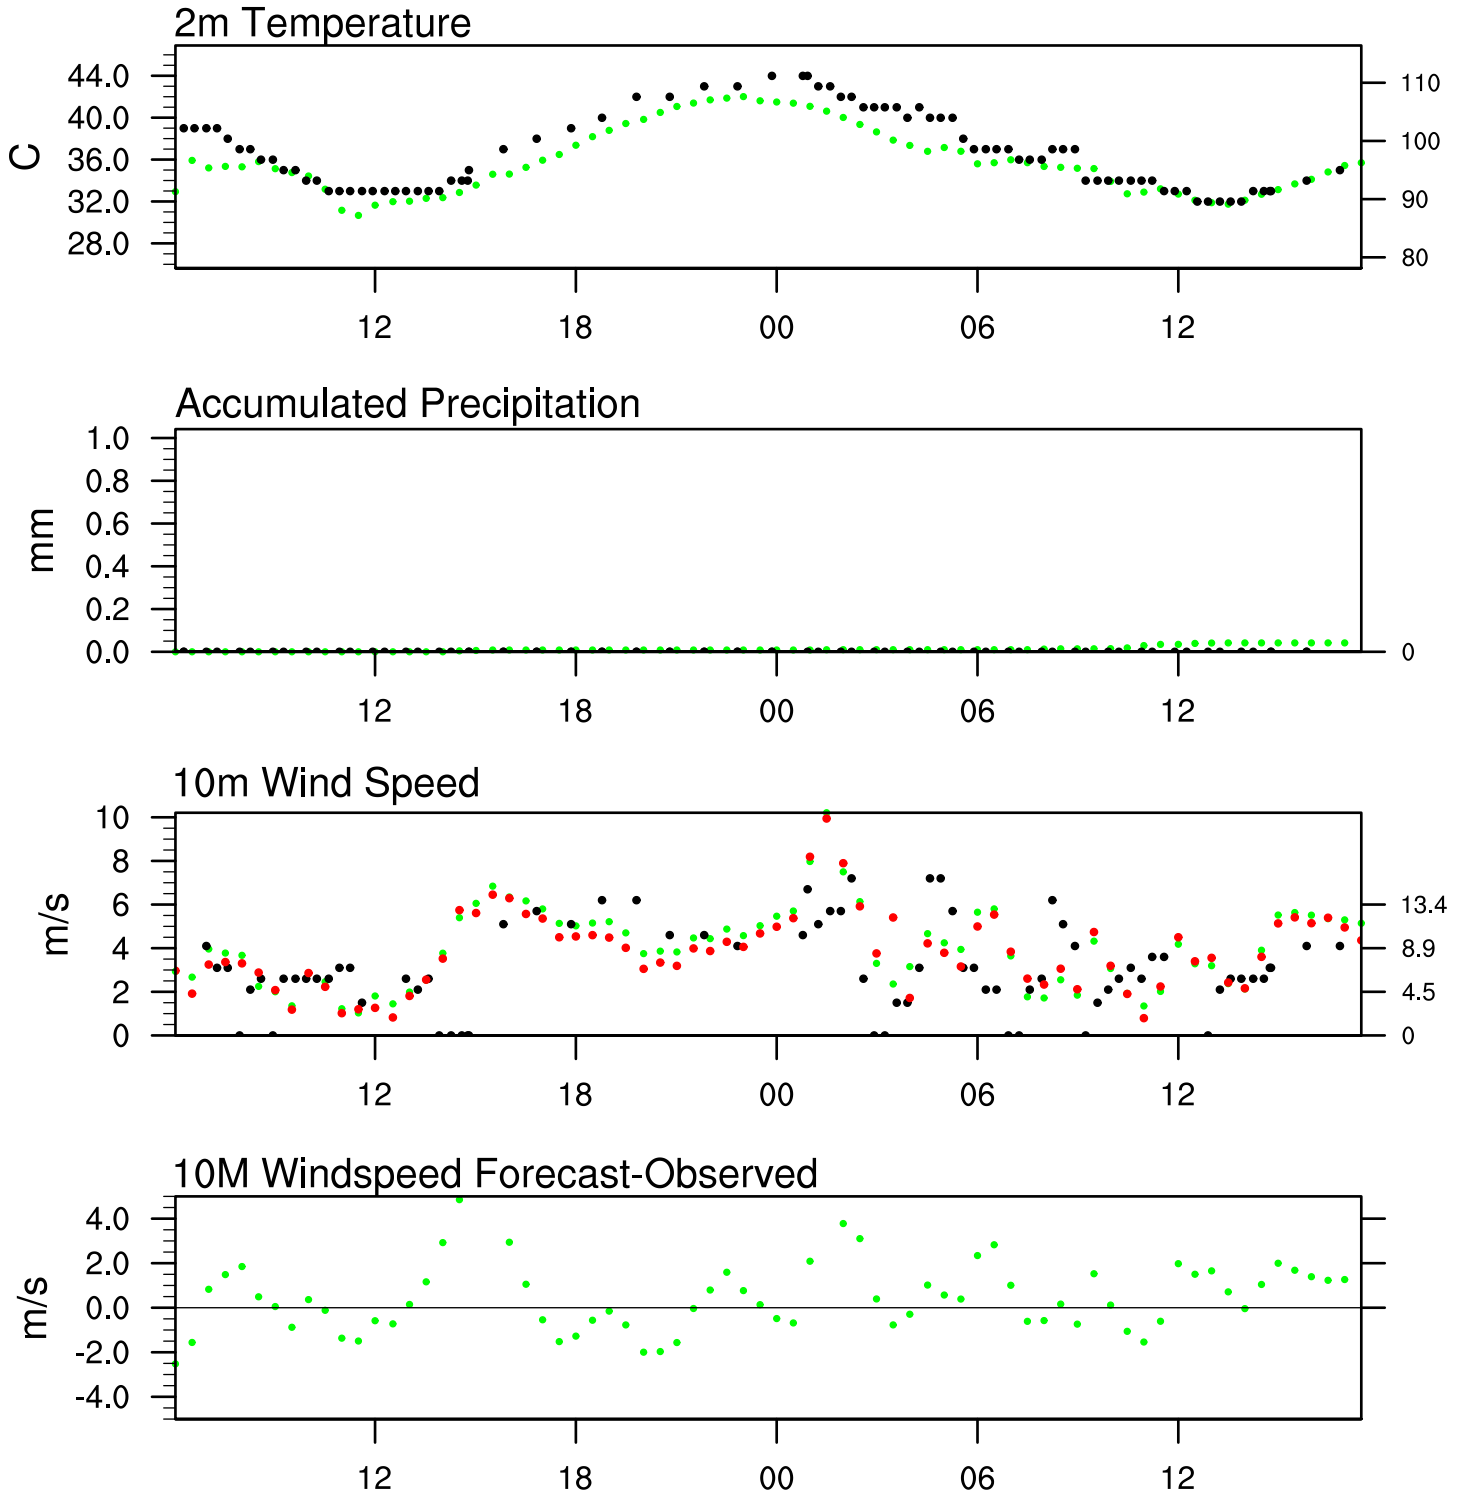 2m Temperature
44.0
40.0
36.0
32.0
28.0
C
110
100
90
80
12 18 00 06 12
Accumulated Precipitation
1.0
0.8
0.6
0.4
0.2
0.0
mm
0
12 18 00 06 12
10m Wind Speed
10
8
6
4
2
0
m/s
13.4
8.9
4.5
0
12 18 00 06 12
10M Windspeed Forecast-Observed
4.0
2.0
0.0
-2.0
-4.0
m/s
12 18 00 06 12